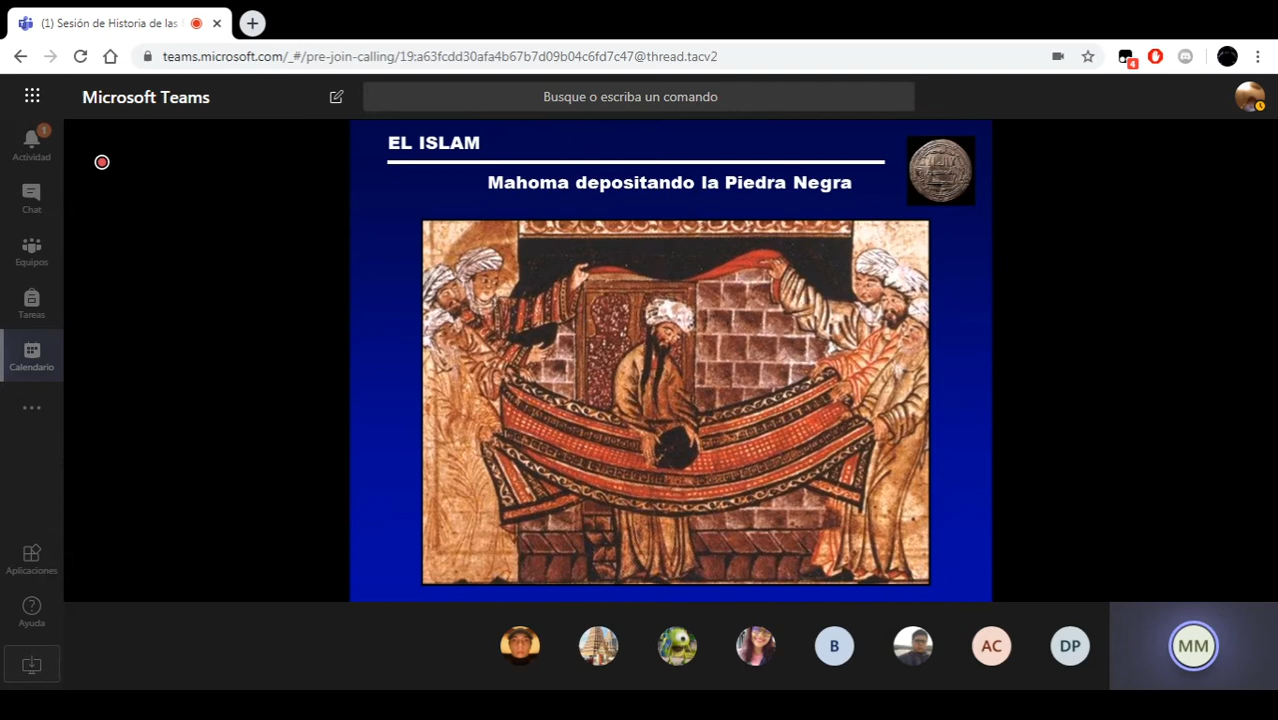 (1) Sesión de Historia de las
teams.microsoft.com/_#/pre-join-calling/19:a63fcdd30afa4b67b7d09b04c6fd7c47@thread.tacv2
4
Microsoft Teams
Busque o escriba un comando
1
Actividad
Chat
Equipos
Tareas
Calendario
Aplicaciones
Ayuda
EL ISLAM
Mahoma depositando la Piedra Negra
B
AC
DP
MM